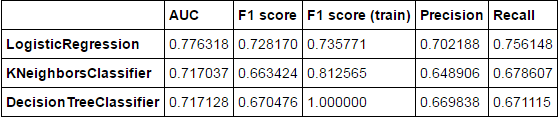 AUC F1 score F1 score (train) Precision Recall
LogisticRegression 0.776318 0.728170 0.735771 0.702188 0.756148
KNeighborsClassifier 0.717037 0.663424 0.812565 0.648906 0.678607
DecisionTreeClassifier 0.717128 0.670476 1.000000 0.669838 0.671115